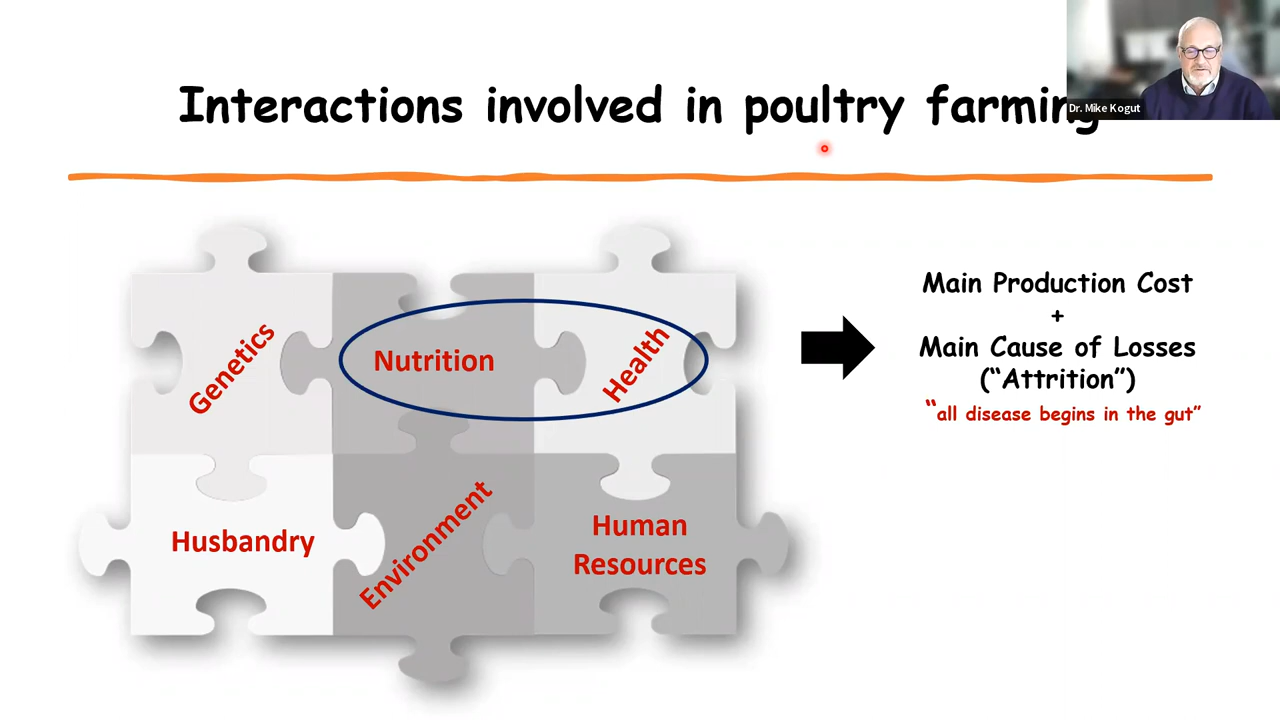 Interactions involved in poultry farming
Dr. Mike Kogut
Genetics
Nutrition
Health
Husbandry
Environment
Human
Resources
Main Production Cost
+
Main Cause of Losses
(“Attrition”)
“all disease begins in the gut”